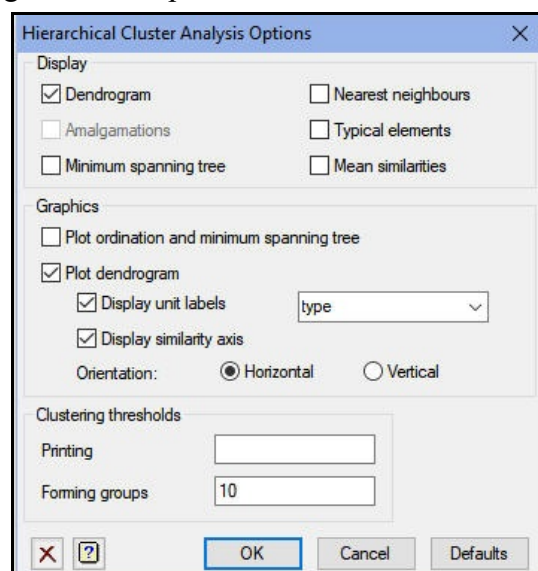 Hierarchical Cluster Analysis Options
Display
Dendrogram Nearest neighbours
Amalgamations Typical elements
Minimum spanning tree Mean similarities
Graphics
Plot ordination and minimum spanning tree
Plot dendrogram
Display unit labels type
Display similarity axis
Orientation: Horizontal Vertical
Clustering thresholds
Printing
Forming groups 10
OK Cancel Defaults